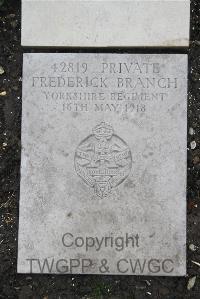 42819 PRIVATE
FREDERICK BRANCH
YORKSHIRE REGIMENT
16TH MAY 1918
Copyright
TWGPP & CWGC